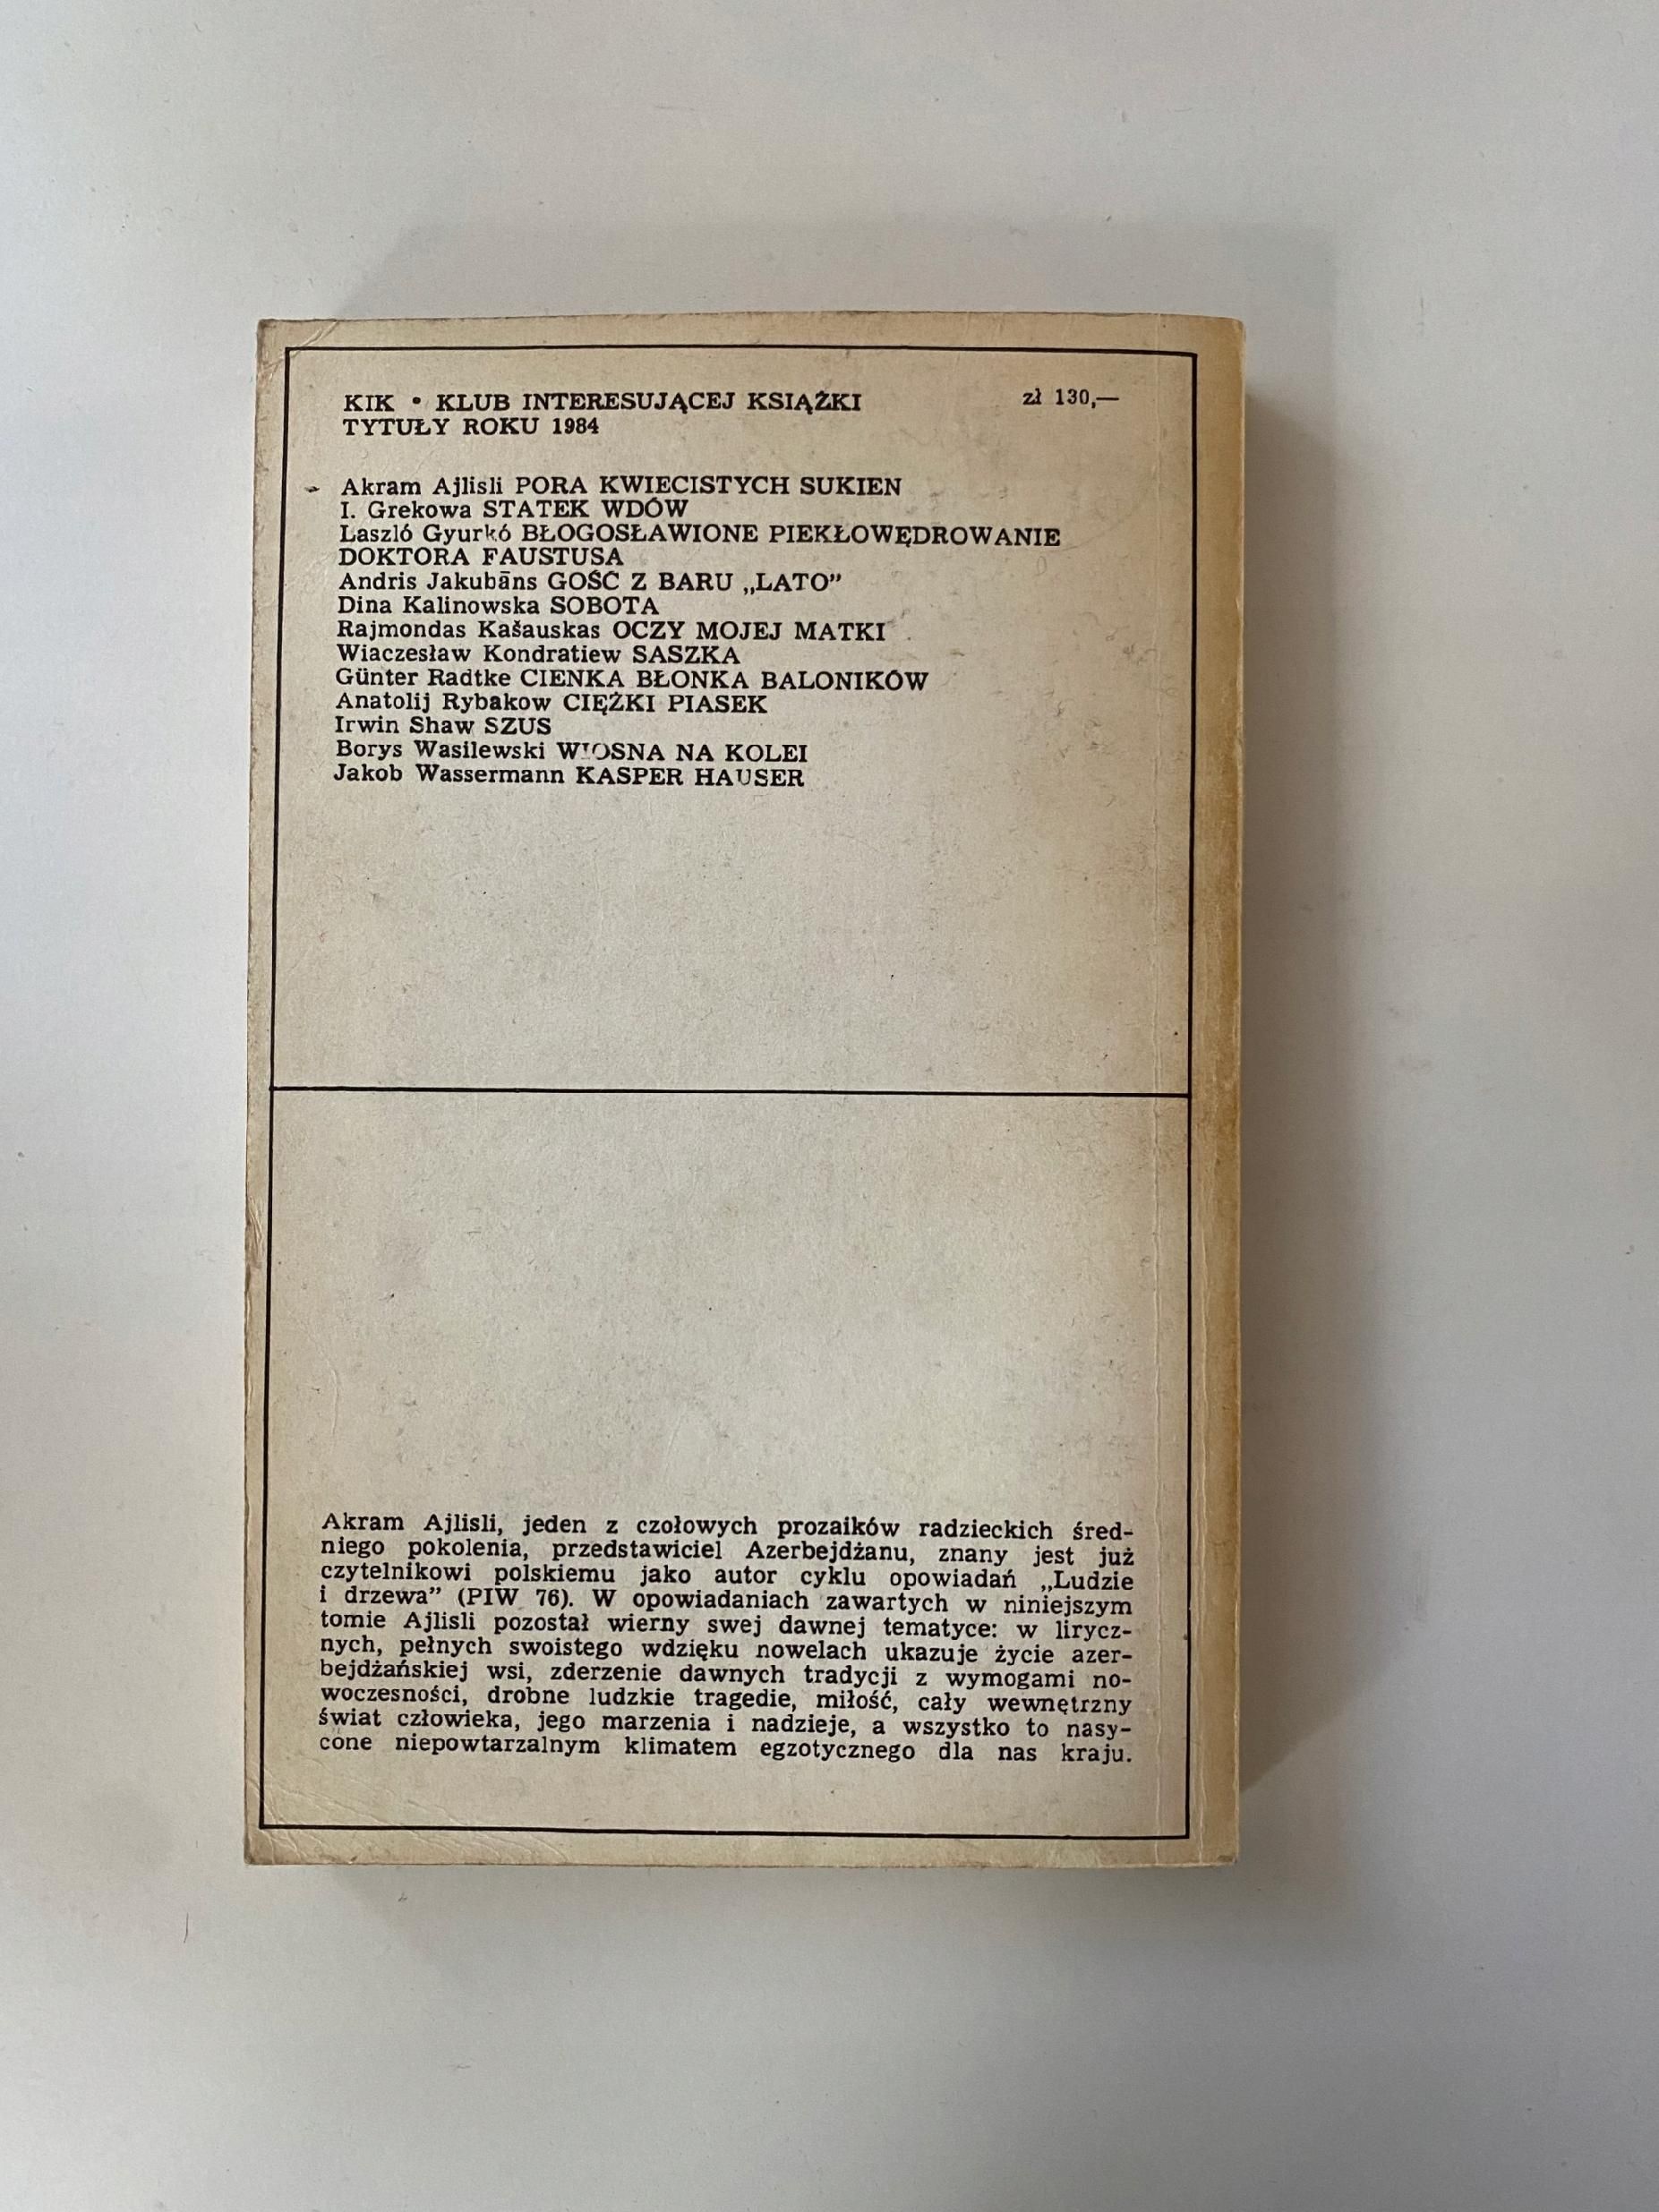 KIK • KLUB INTERESUJĄCEJ KSIĄŻKI
zł 130,—
TYTUŁY ROKU 1984
Akram Ajlisli PORA KWIECISTYCH SUKIEN
I. Grekowa STATEK WDÓW
Laszló Gyurkó BŁOGOSŁAWIONE PIEKŁOWĘDROWANIE
DOKTORA FAUSTUSA
Andris Jakubāns GOŚĆ Z BARU „LATO”
Dina Kalinowska SOBOTA
Rajmondas Kašauskas OCZY MOJEJ MATKI
Wiaczesław Kondratiew SASZKA
Günter Radtke CIENKA BŁONKA BALONIKÓW
Anatolij Rybakow CIĘŻKI PIASEK
Irwin Shaw SZUS
Borys Wasilewski WIOSNA NA KOLEI
Jakob Wassermann KASPER HAUSER
Akram Ajlisli, jeden z czołowych prozaików radzieckich śred-
niego pokolenia, przedstawiciel Azerbejdżanu, znany jest już
czytelnikowi polskiemu jako autor cyklu opowiadań „Ludzie
i drzewa” (PIW 76). W opowiadaniach zawartych w niniejszym
tomie Ajlisli pozostał wierny swej dawnej tematyce: w lirycz-
nych, pełnych swoistego wdzięku nowelach ukazuje życie azer-
bejdżańskiej wsi, zderzenie dawnych tradycji z wymogami no-
woczesności, drobne ludzkie tragedie, miłość, cały wewnętrzny
świat człowieka, jego marzenia i nadzieje, a wszystko to nasy-
cone niepowtarzalnym klimatem egzotycznego dla nas kraju.